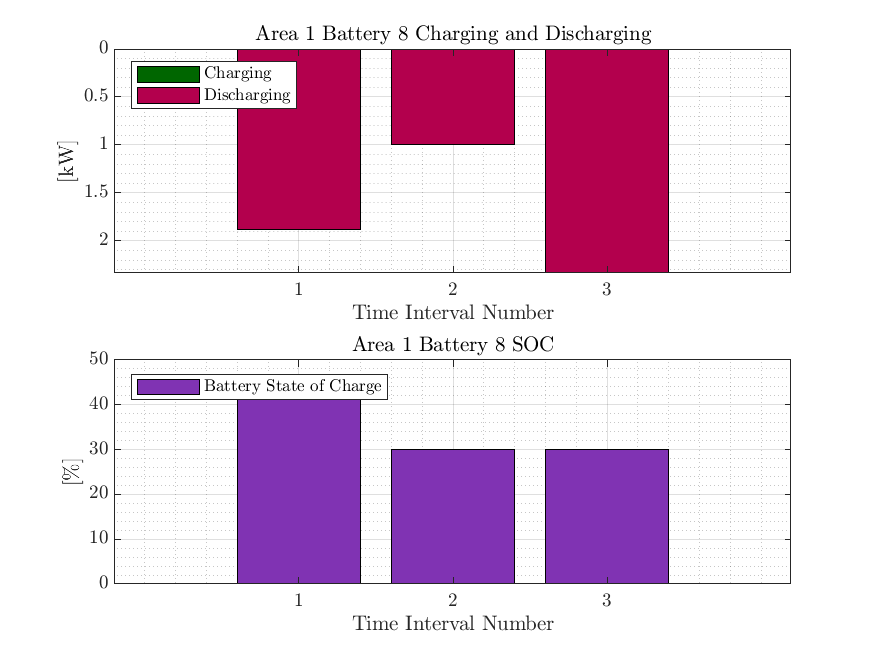 Area 1 Battery 8 Charging and Discharging
0
0.5
1
1.5
2
[kW]
Charging
Discharging
1 2 3
Time Interval Number
Area 1 Battery 8 SOC
50
40
30
20
10
0
[%]
Battery State of Charge
1 2 3
Time Interval Number